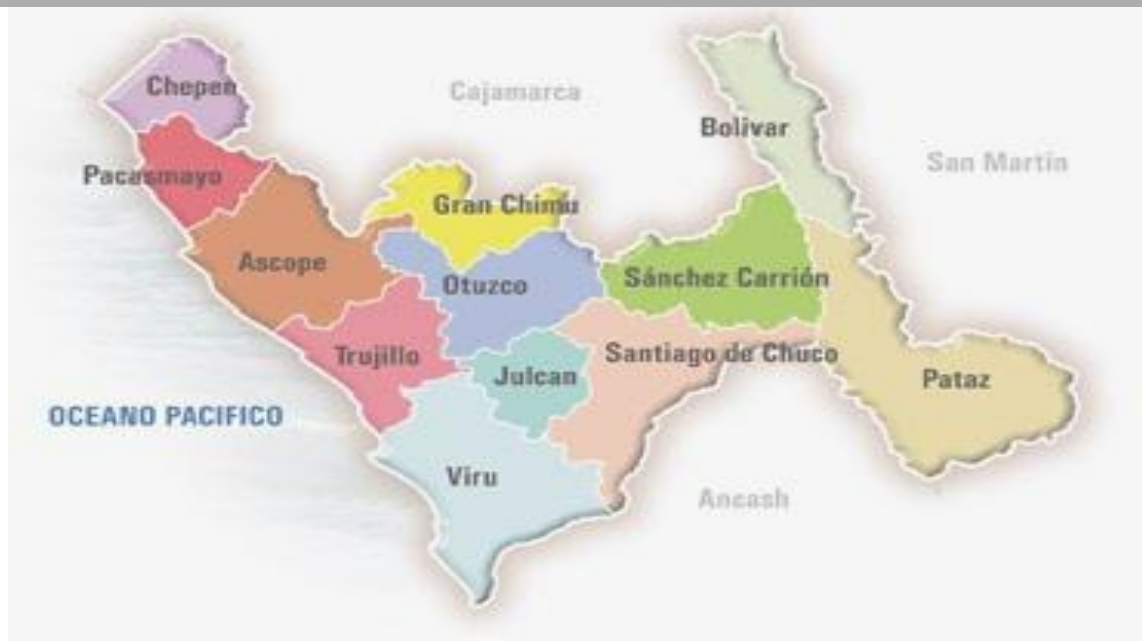 Chepen
Cajamarca
Bolivar
San Martín
Pacasmayo
Gran Chimu
Ascope
Otuzco
Sánchez Carrión
Trujillo
Julcan
Santiago de Chuco
Pataz
OCEANO PACIFICO
Viru
Ancash